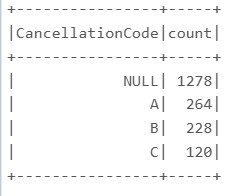 +----------------+-----+
|CancellationCode|count|
+----------------+-----+
|            NULL| 1278|
|               A|  264|
|               B|  228|
|               C|  120|
+----------------+-----+